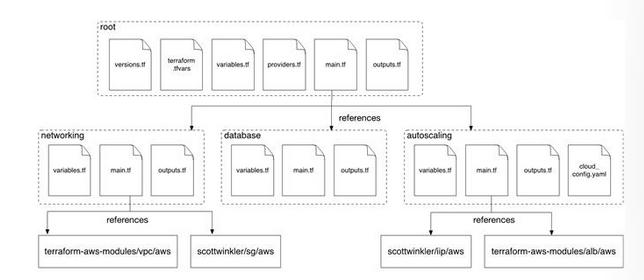 root
versions.tf
terraform
.tfvars
variables.tf
providers.tf
main.tf
outputs.tf
references
networking
variables.tf
main.tf
outputs.tf
database
variables.tf
main.tf
outputs.tf
autoscaling
variables.tf
main.tf
outputs.tf
cloud_
config.yaml
references
terraform-aws-modules/vpc/aws
scottwinkler/sg/aws
references
scottwinkler/iip/aws
terraform-aws-modules/alb/aws